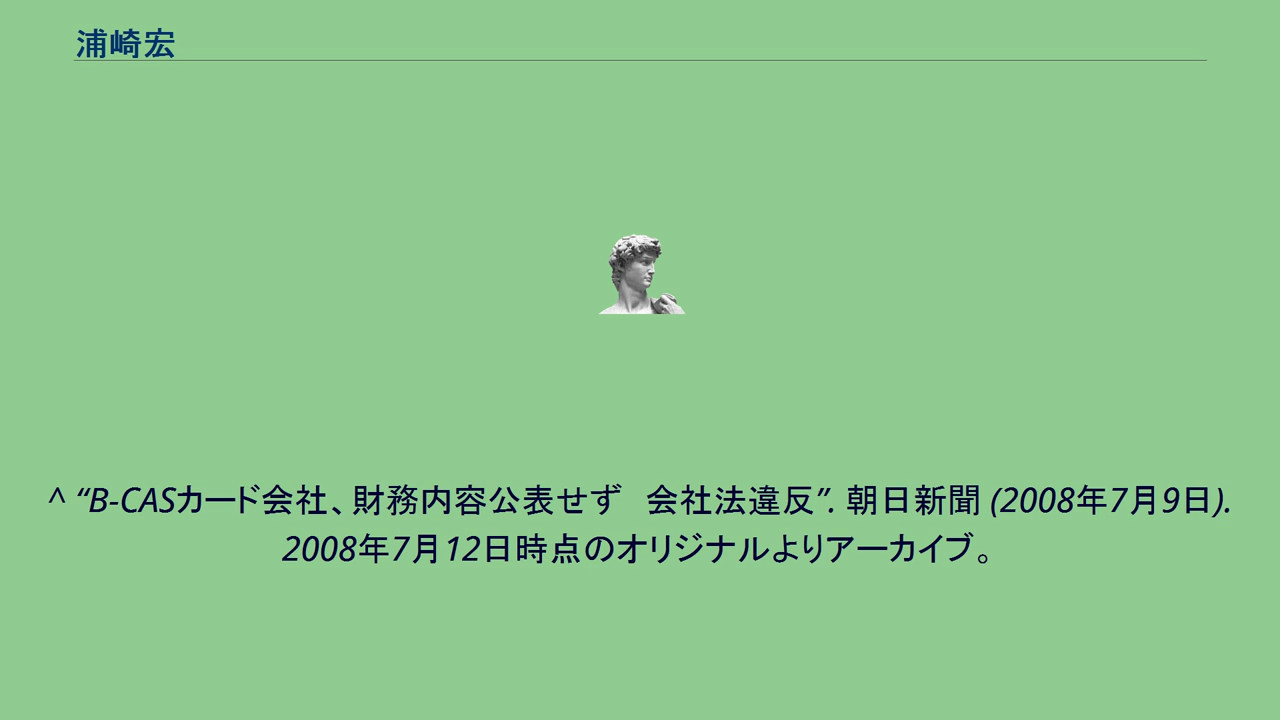 浦崎宏
^ “B-CASカード会社、財務内容公表せず　会社法違反”. 朝日新聞 (2008年7月9日).
2008年7月12日時点のオリジナルよりアーカイブ。